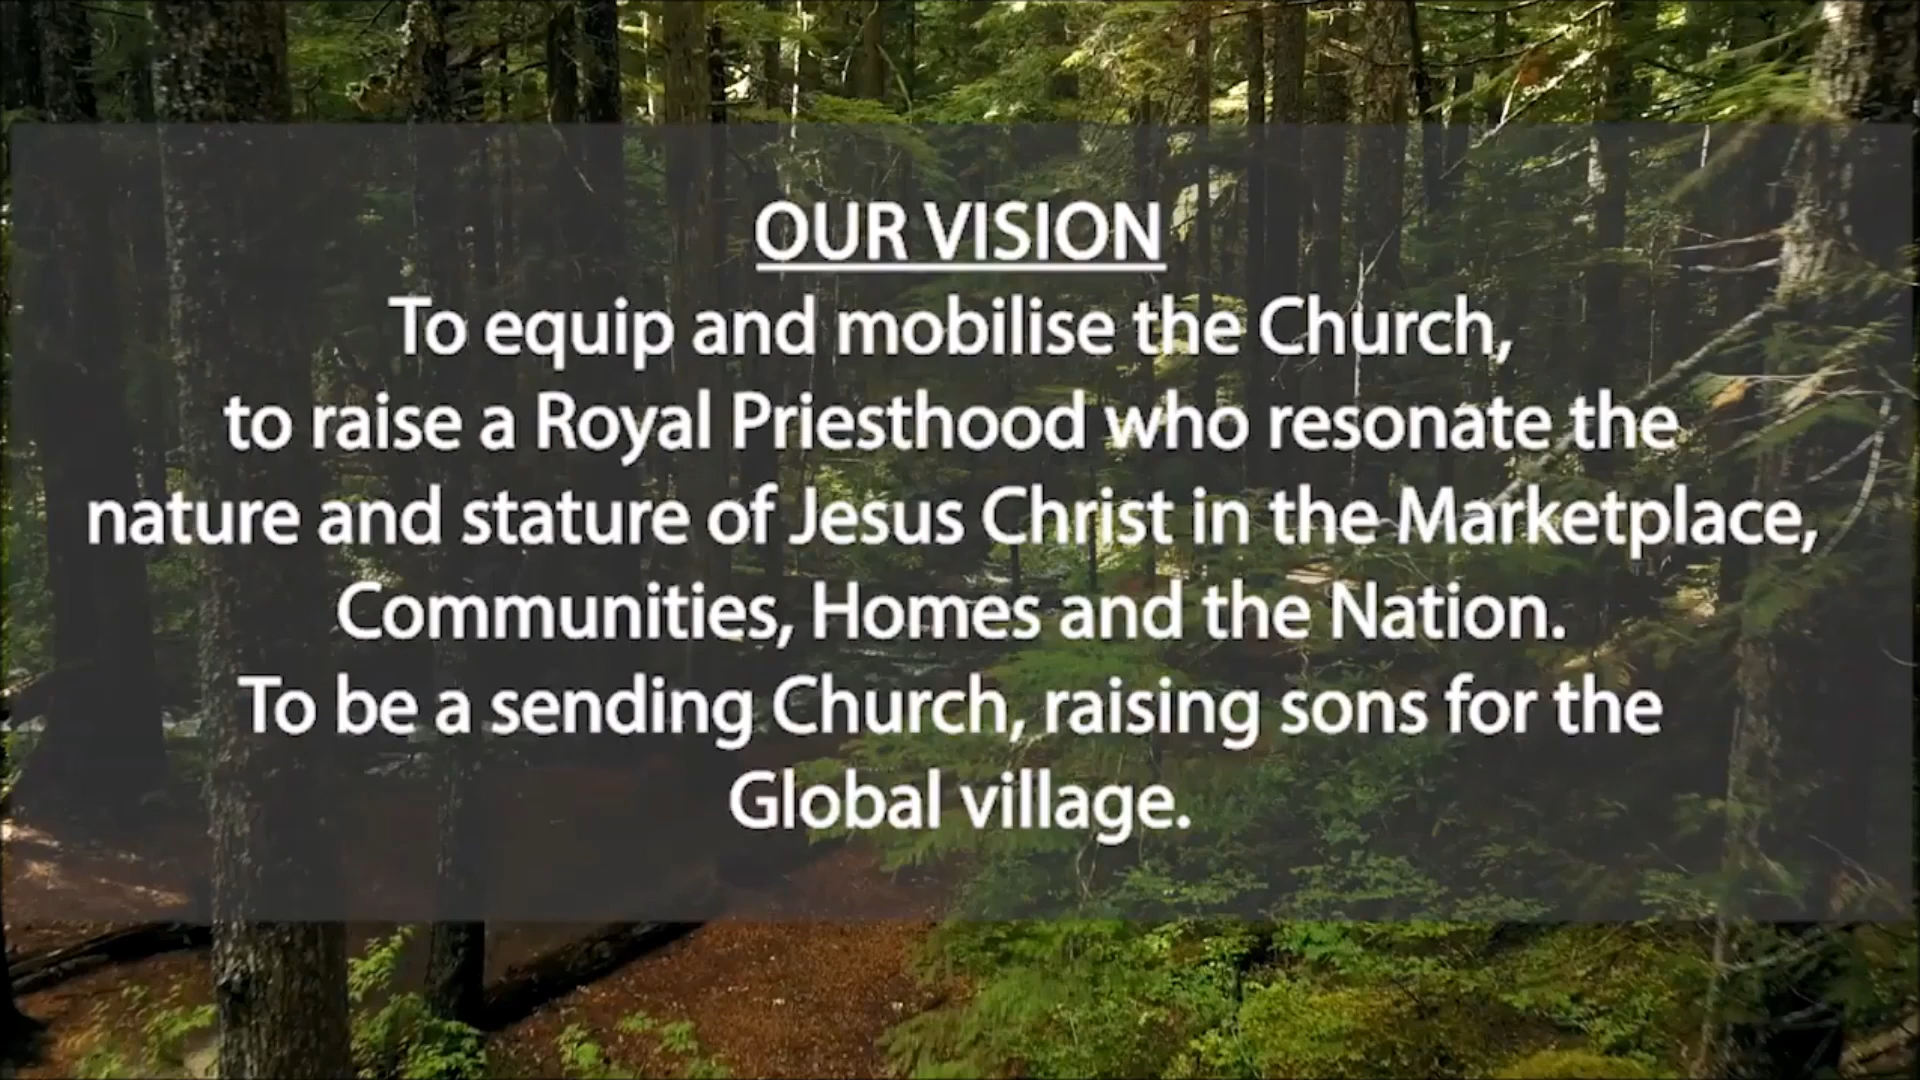 OUR VISION
To equip and mobilise the Church,
to raise a Royal Priesthood who resonate the
nature and stature of Jesus Christ in the Marketplace,
Communities, Homes and the Nation.
To be a sending Church, raising sons for the
Global village.